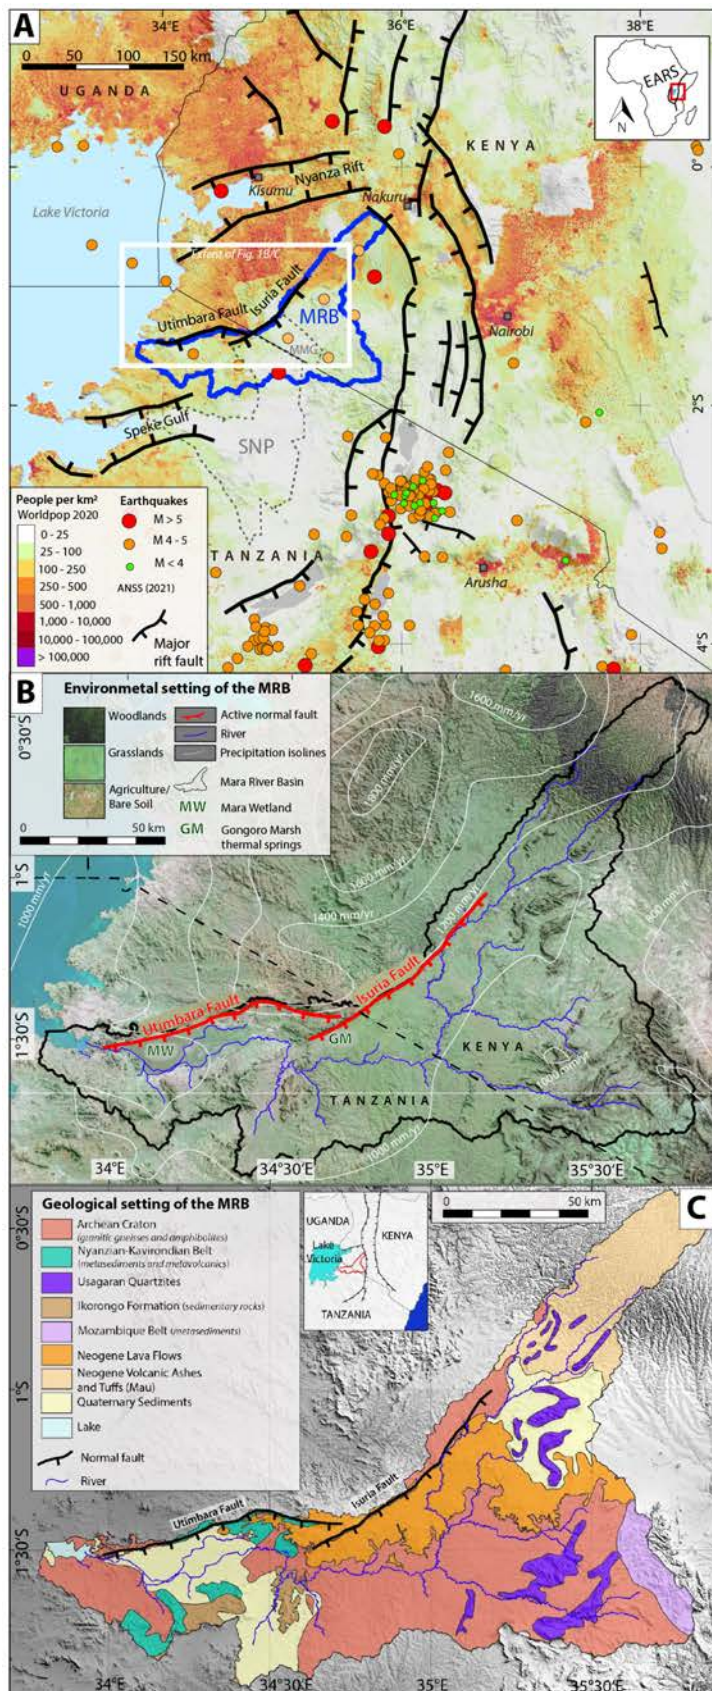 A
34°E
36°E
38°E
0 50 100 150 km
UGANDA
EARS
N
KENYA
0°
Nyanza Rift
Kisumu
Nakuru
Lake Victoria
Extent of Fig. 1B/C
Isuria Fault
Utimbara Fault
MRB
Nairobi
MMG
2°S
Speke Gulf
SNP
People per km²
Worldpop 2020
0 - 25
25 - 100
100 - 250
250 - 500
500 - 1,000
1,000 - 10,000
10,000 - 100,000
> 100,000
Earthquakes
M > 5
M 4 - 5
M < 4
ANSS (2021)
Major
rift fault
TANZANIA
Arusha
4°S
B
Environmetal setting of the MRB
Woodlands
Grasslands
Agriculture/
Bare Soil
Active normal fault
River
Precipitation isolines
Mara River Basin
MW Mara Wetland
GM Gongoro Marsh
thermal springs
0 50 km
0°30'S
1°S
1°30'S
1600 mm/yr
1800 mm/yr
1600 mm/yr
1400 mm/yr
1000 mm/yr
Utimbara Fault
Isuria Fault
MW
GM
KENYA
TANZANIA
1000 mm/yr
34°E
34°30'E
35°E
35°30'E
C
Geological setting of the MRB
Archean Craton
(granitic gneisses and amphibolites)
Nyanzian-Kavirondian Belt
(metasediments and metavolcanics)
Usagaran Quartzites
Ikorongo Formation (sedimentary rocks)
Mozambique Belt (metasediments)
Neogene Lava Flows
Neogene Volcanic Ashes
and Tuffs (Mau)
Quaternary Sediments
Lake
Normal fault
River
UGANDA
Lake
Victoria
KENYA
TANZANIA
0 50 km
0°30'S
1°S
1°30'S
Utimbara Fault
Isuria Fault
34°E
34°30'E
35°E
35°30'E